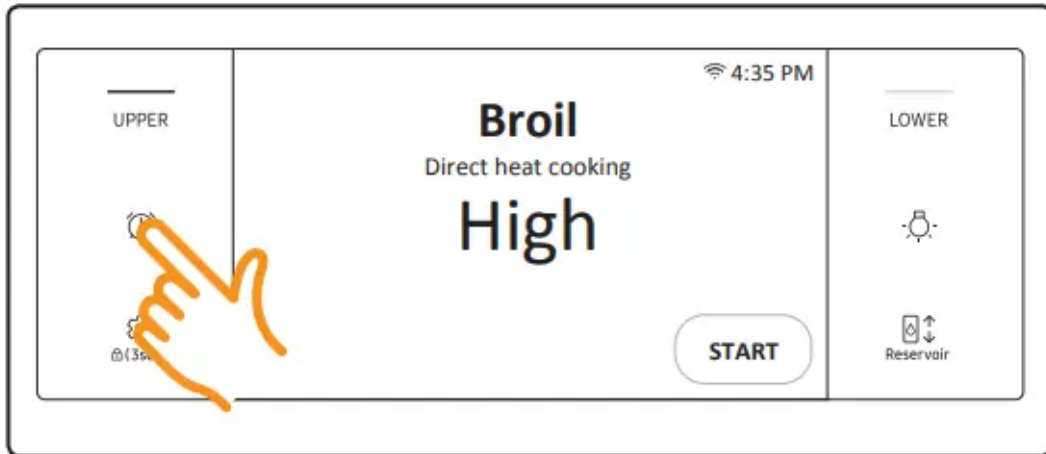 UPPER
4:35 PM
Broil
Direct heat cooking
High
START
LOWER
Reservoir